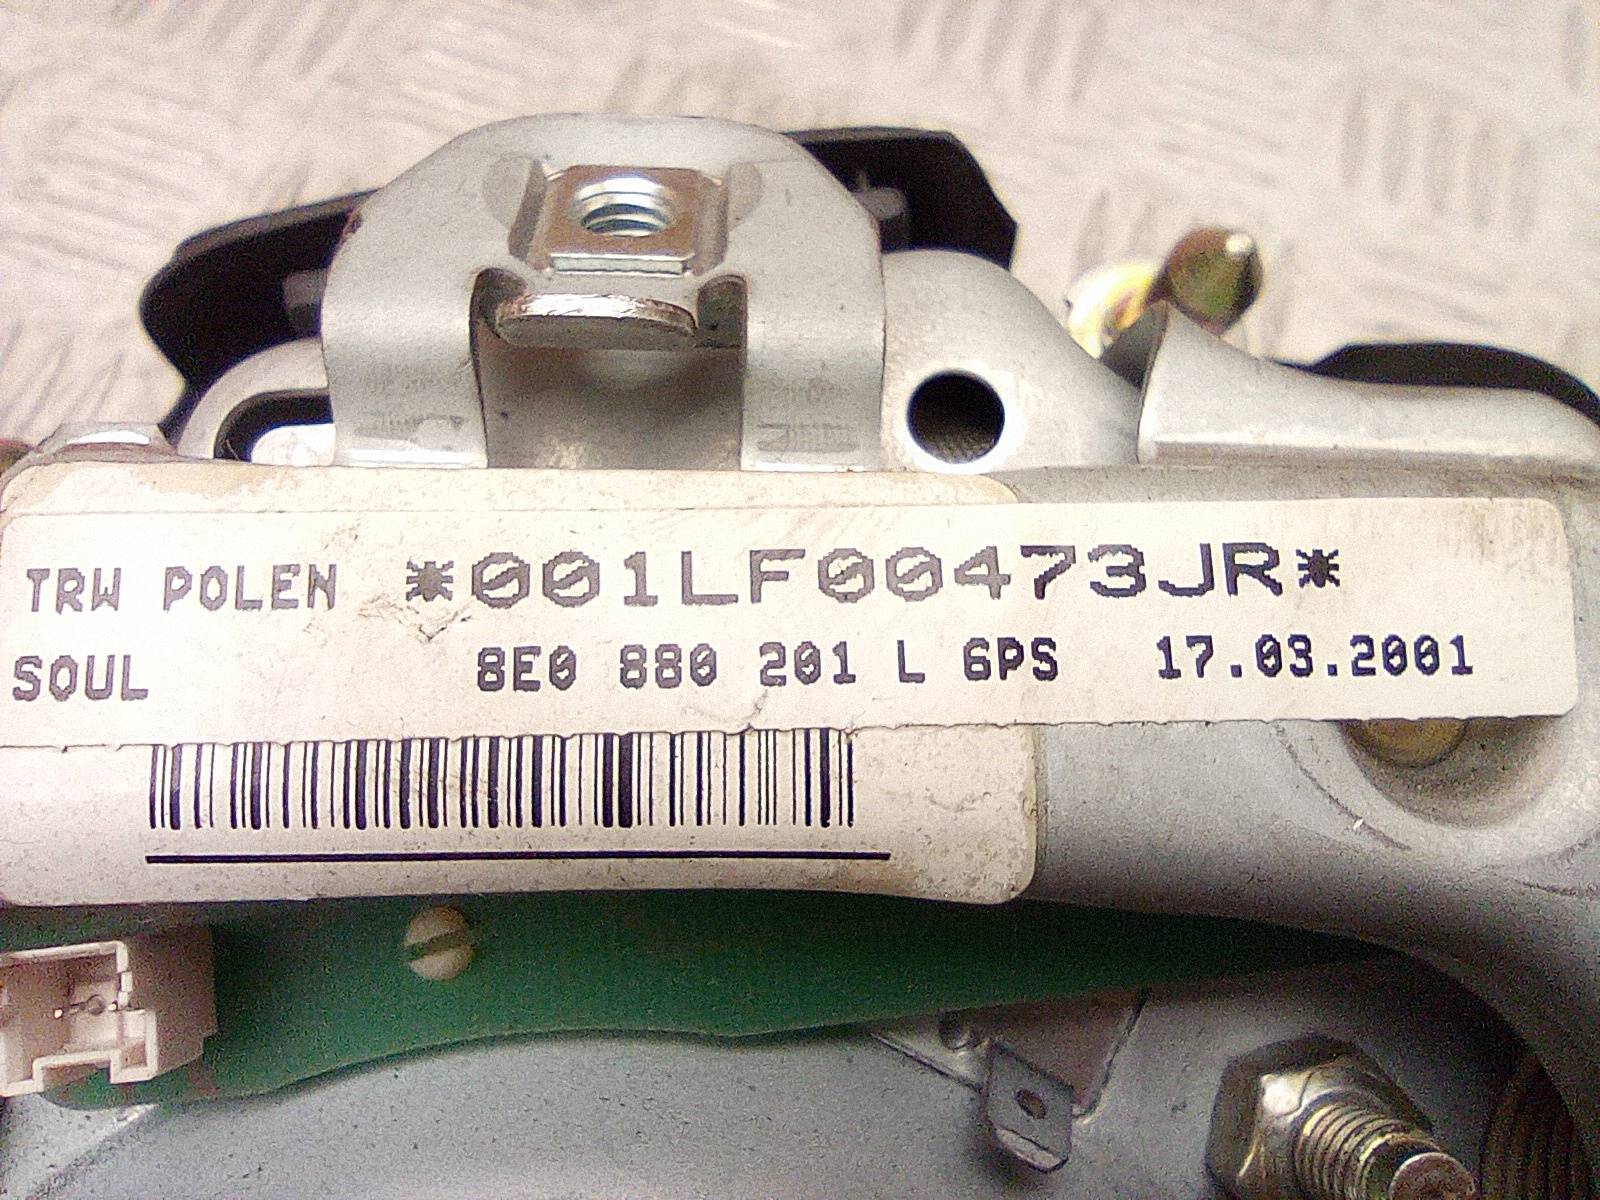 TRW POLEN *001LF00473JR*
SOUL 8E0 880 201 L 6PS 17.03.2001